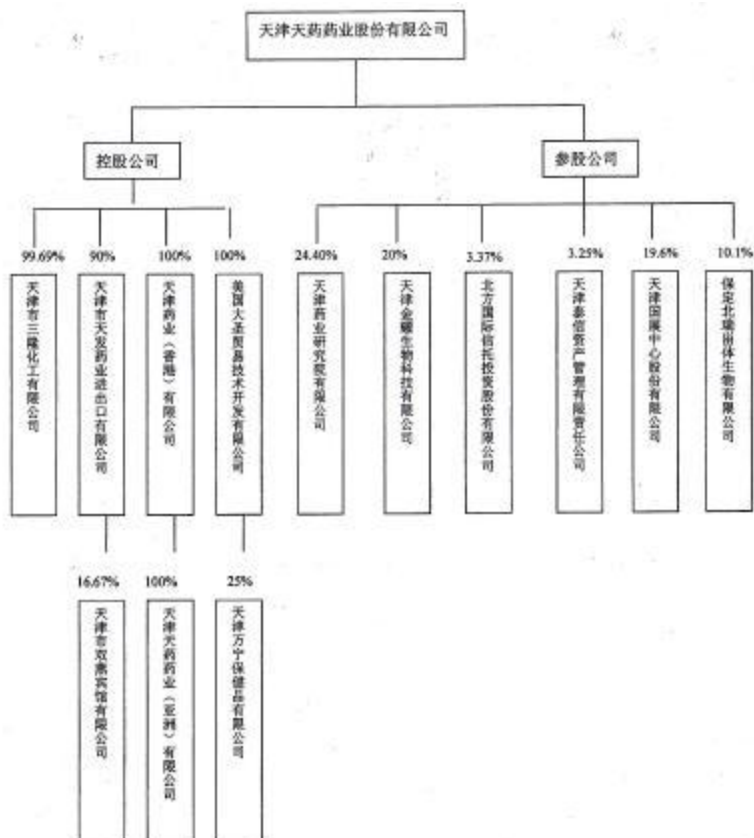 天津天药药业股份有限公司
控股公司
参股公司
99.69%
90%
100%
100%
24.40%
20%
3.37%
3.25%
19.6%
10.1%
天津市三隆化工有限公司
天津市天发药业进出口有限公司
天津药业（香港）有限公司
美国大圣贸易技术开发有限公司
天津药业研究院有限公司
天津金耀生物科技有限公司
北方国际信托投资股份有限公司
天津泰信资产管理有限责任公司
天津国展中心股份有限公司
保定北瑞甾体生物有限公司
16.67%
100%
25%
天津市双燕宾馆有限公司
天津天药药业（亚洲）有限公司
天津万宁保健品有限公司